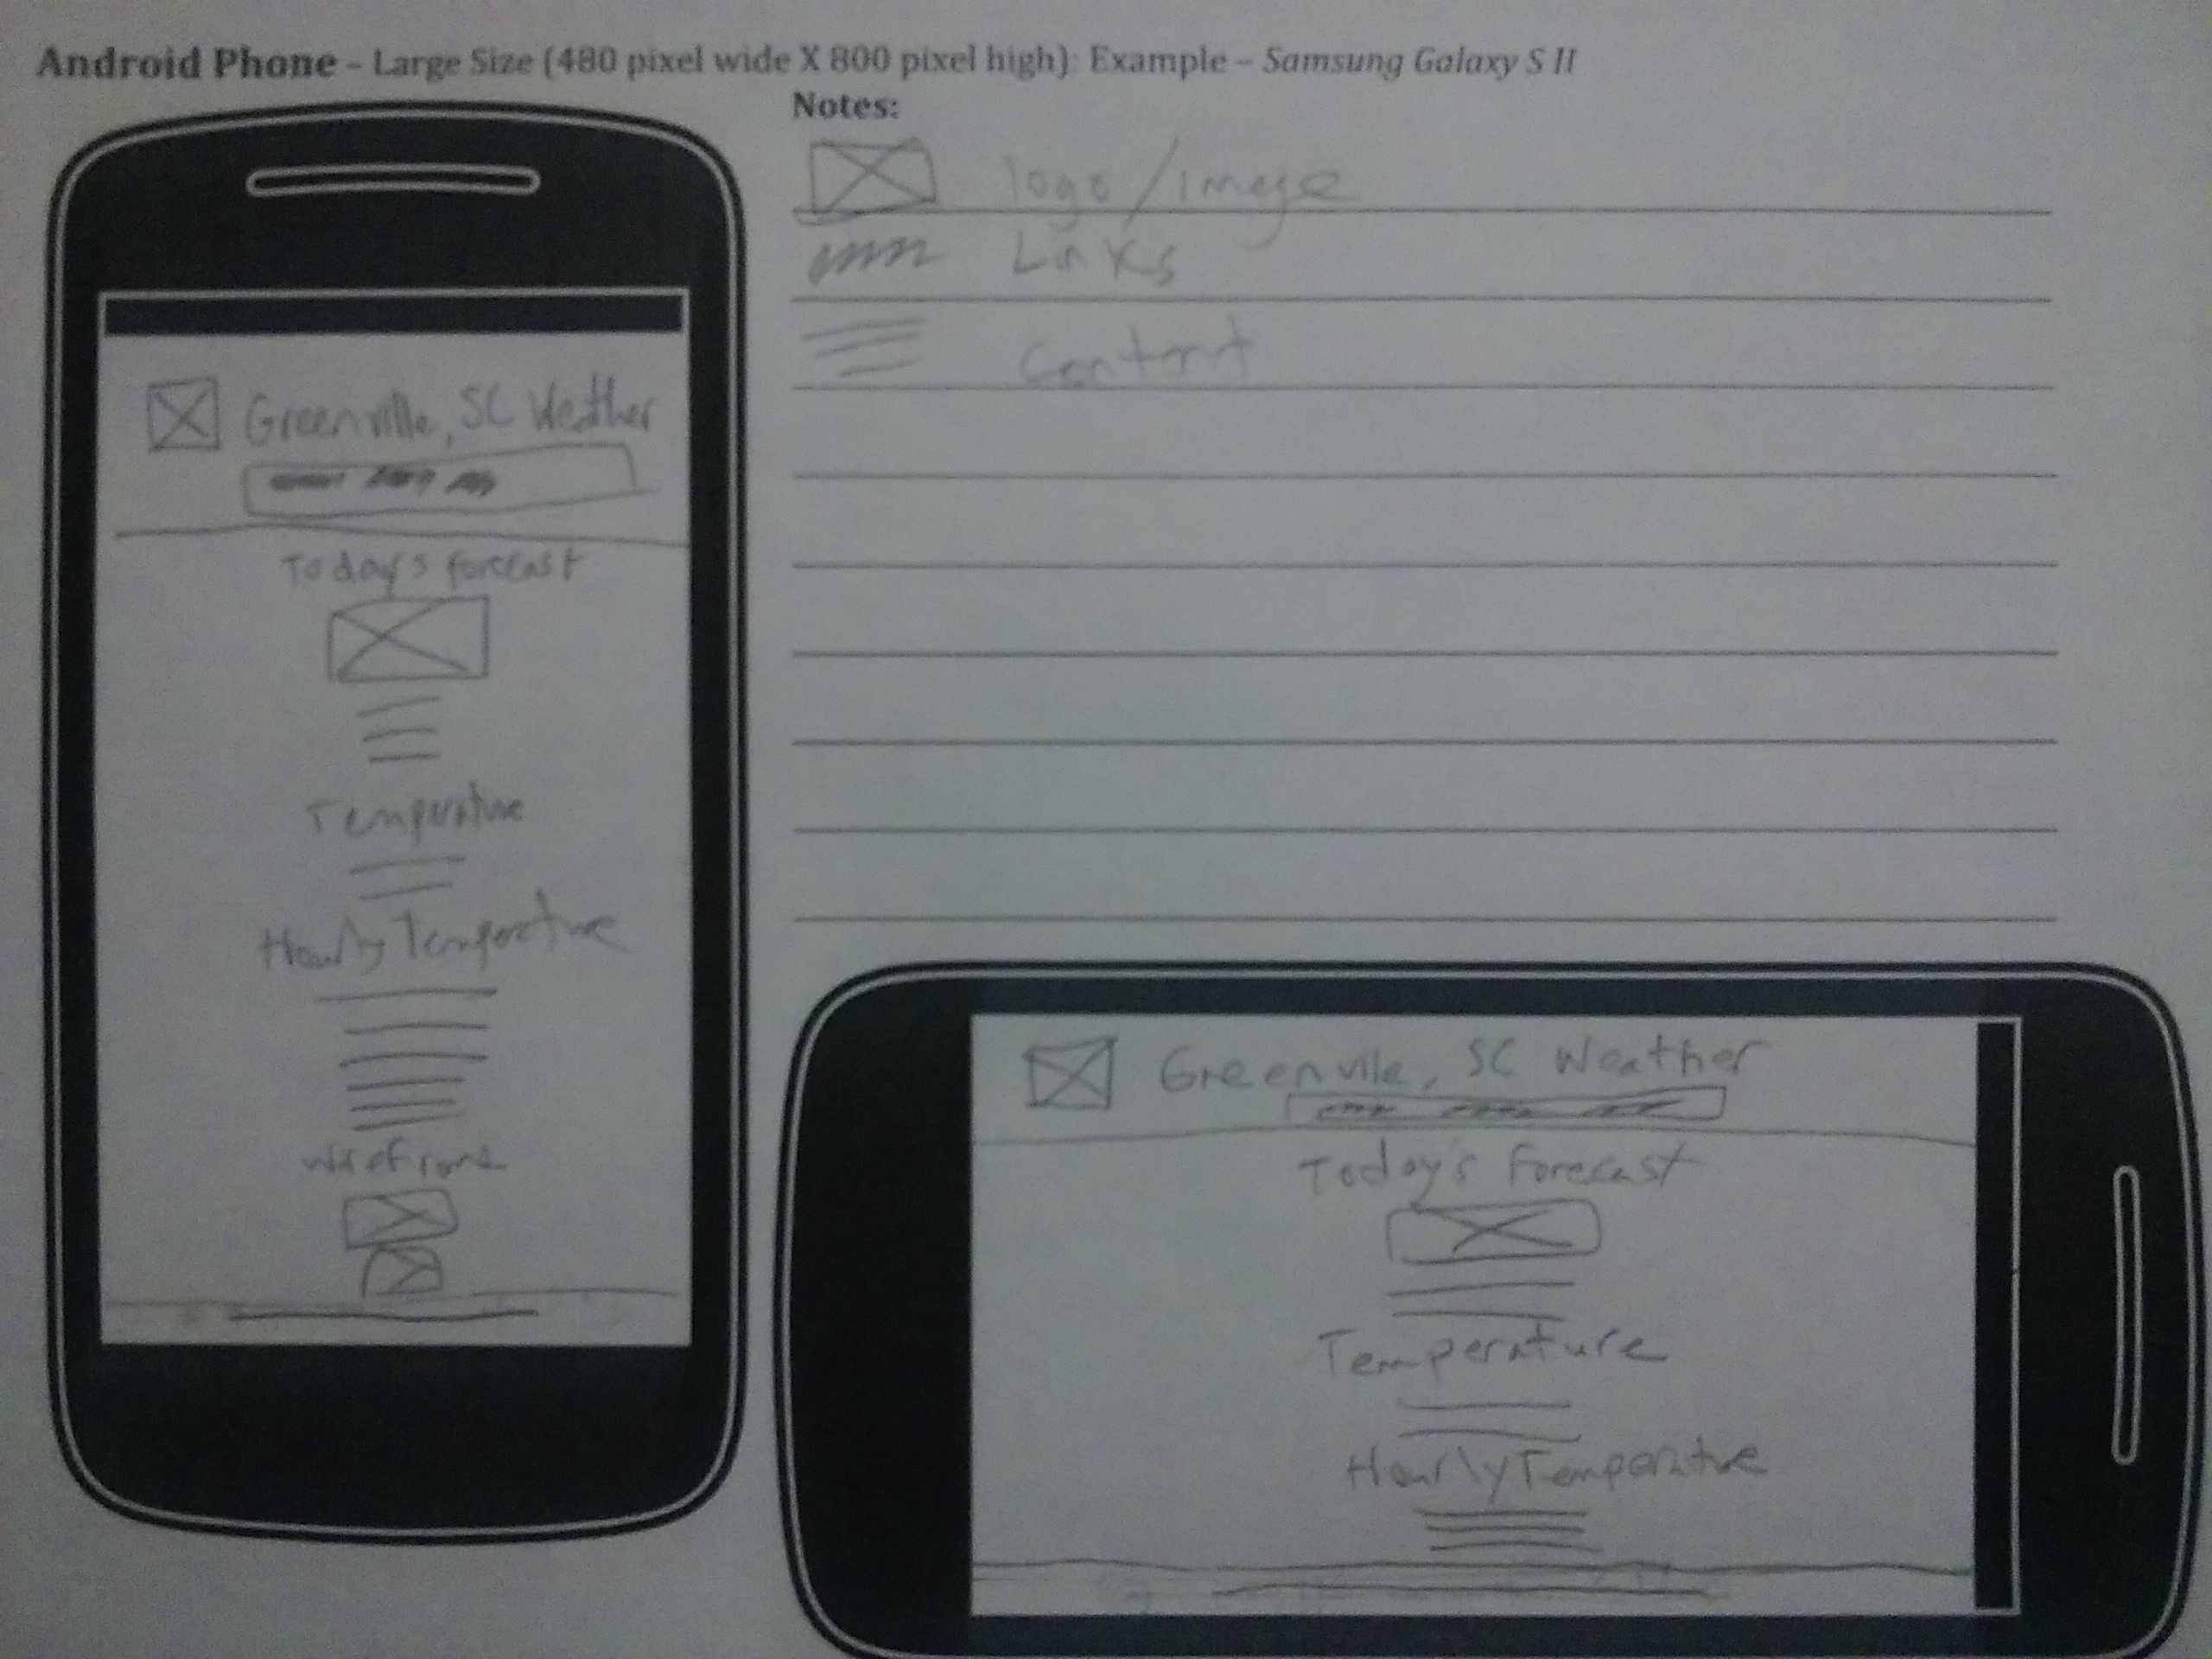 Android Phone – Large Size (480 pixel wide X 800 pixel high): Example – Samsung Galaxy S II
Notes:
logo/image
Links
Content
Greenville, SC Weather
Today's forecast
Temperature
Hourly Temperature
Wireframe
Greenvile, SC Weather
Today's Forecast
Temperature
Hourly Temperature